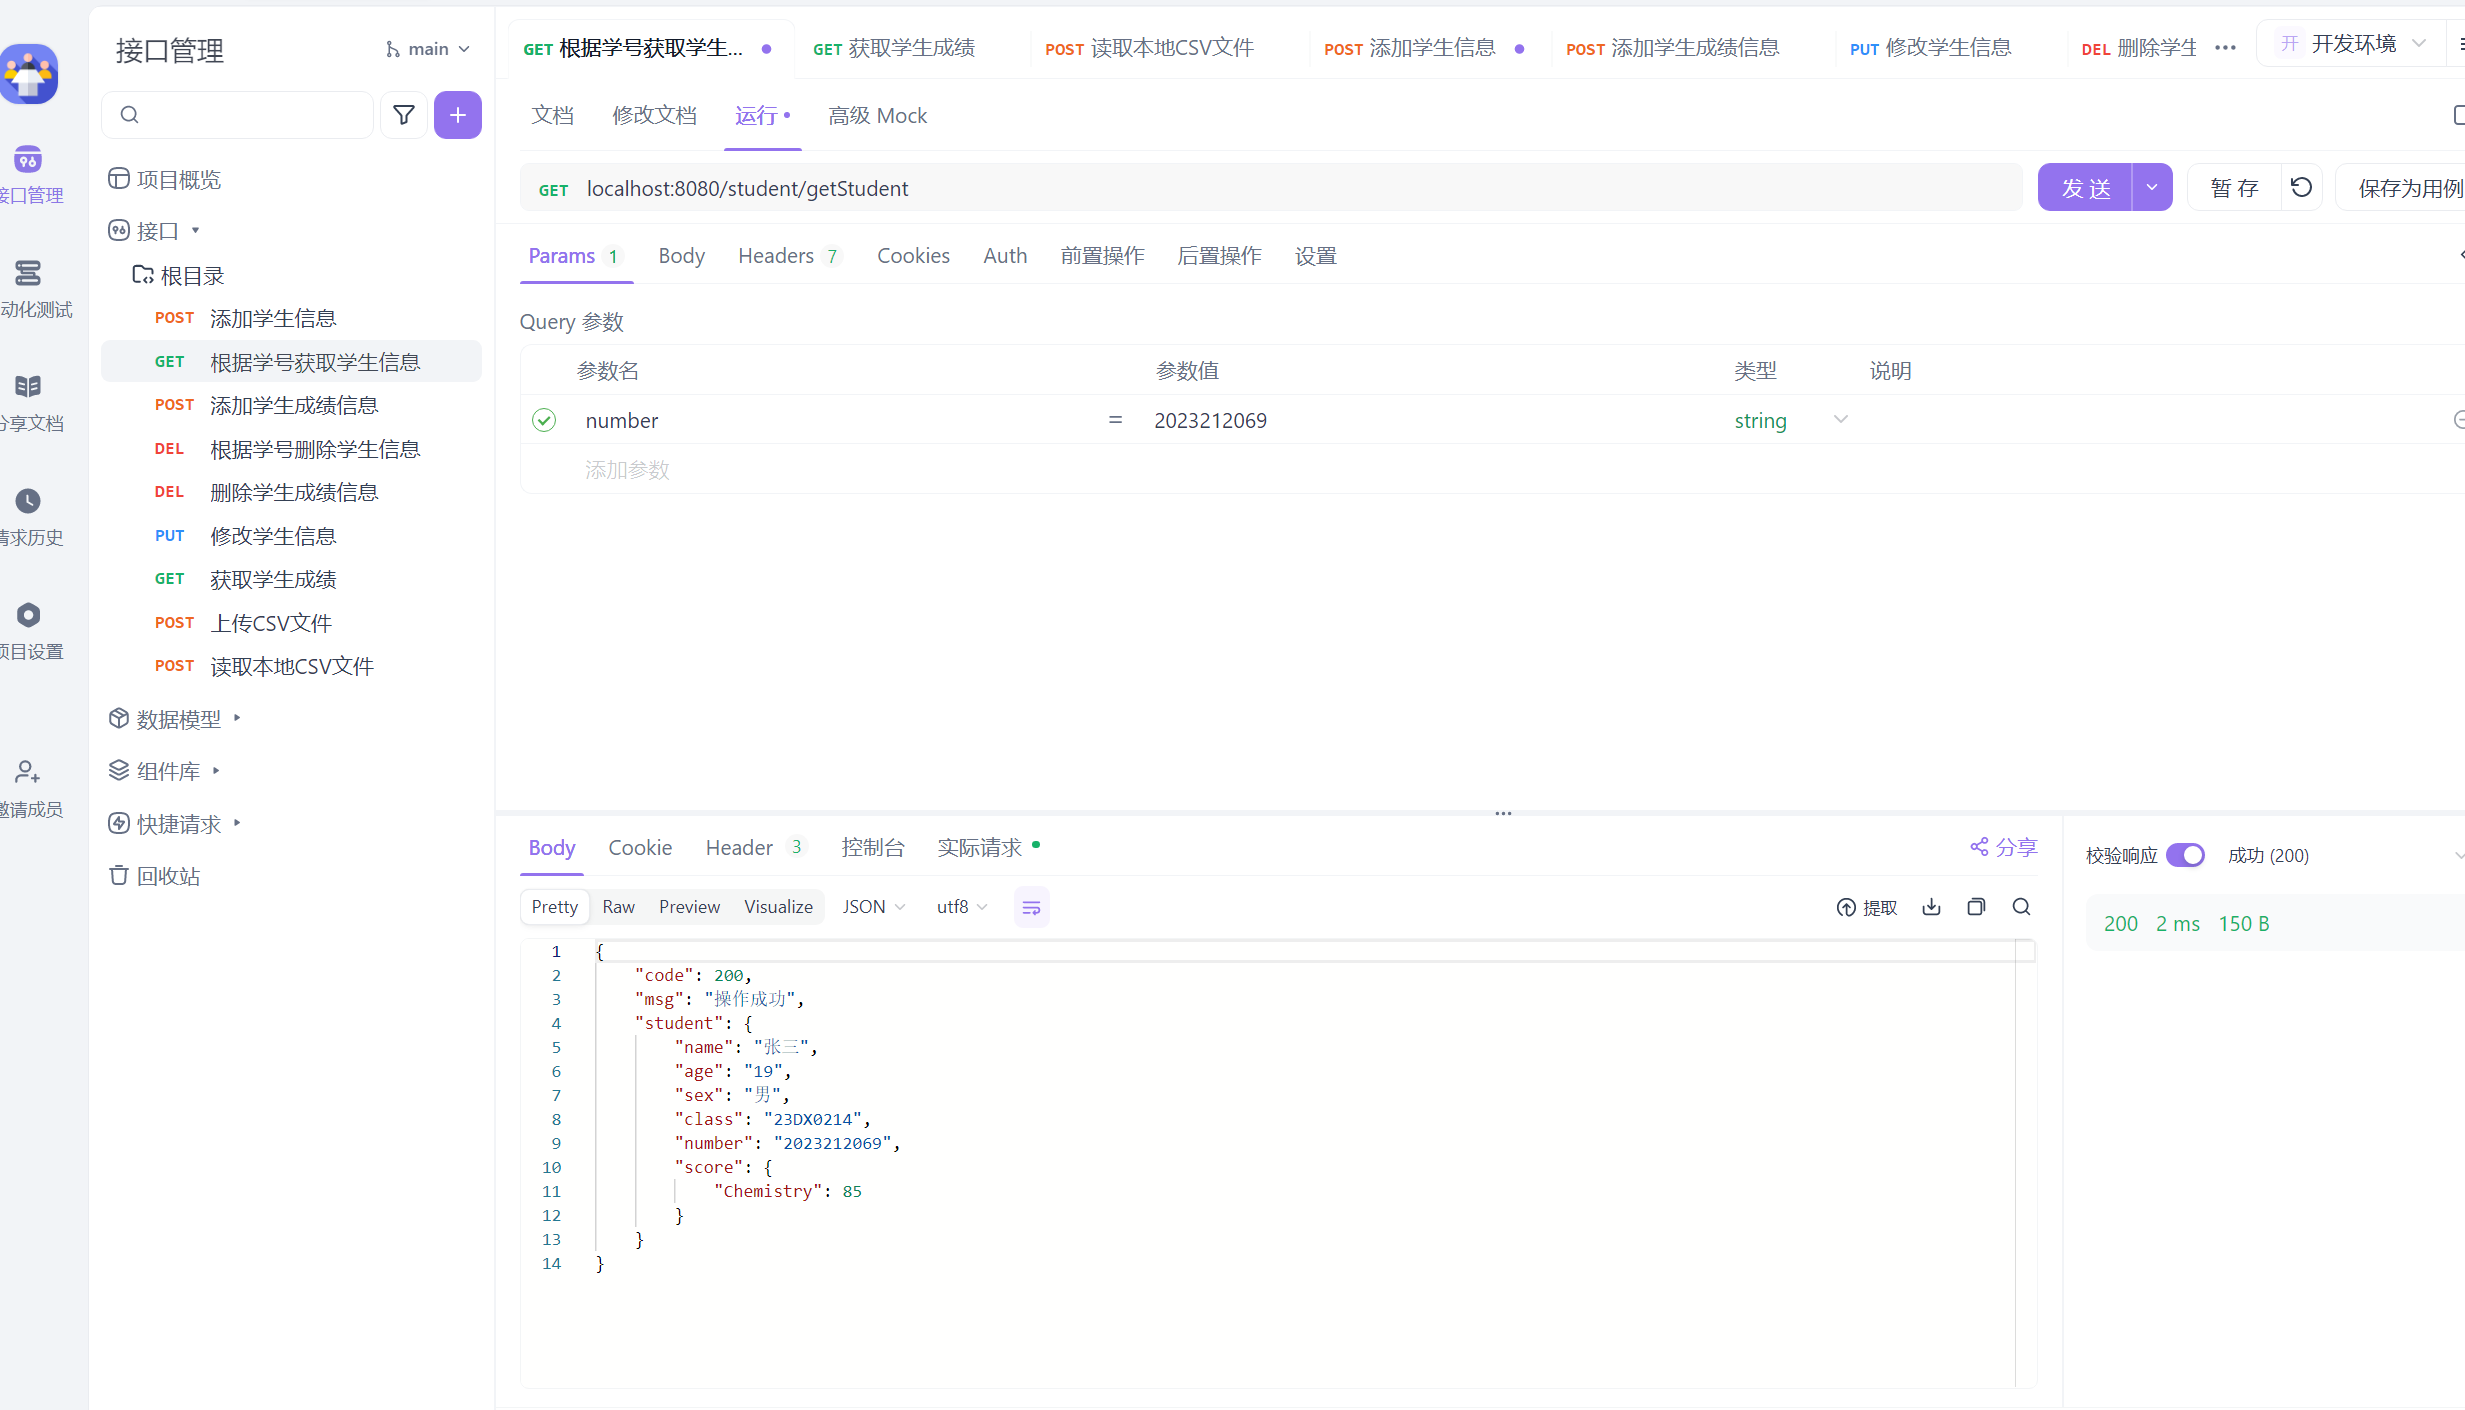 接口管理
动化测试
分享文档
请求历史
项目设置
邀请成员
接口管理
main
项目概览
接口
根目录
POST 添加学生信息
GET 根据学号获取学生信息
POST 添加学生成绩信息
DEL 根据学号删除学生信息
DEL 删除学生成绩信息
PUT 修改学生信息
GET 获取学生成绩
POST 上传CSV文件
POST 读取本地CSV文件
数据模型
组件库
快捷请求
回收站
GET 根据学号获取学生...
GET 获取学生成绩
POST 读取本地CSV文件
POST 添加学生信息
POST 添加学生成绩信息
PUT 修改学生信息
DEL 删除学生
开 开发环境
文档 修改文档 运行 高级 Mock
GET localhost:8080/student/getStudent
发 送
暂 存
保存为用例
Params 1 Body Headers 7 Cookies Auth 前置操作 后置操作 设置
Query 参数
参数名 参数值 类型 说明
number = 2023212069 string
添加参数
Body Cookie Header 3 控制台 实际请求
分享
Pretty Raw Preview Visualize JSON utf8
提取
1 {
2 "code": 200,
3 "msg": "操作成功",
4 "student": {
5 "name": "张三",
6 "age": "19",
7 "sex": "男",
8 "class": "23DX0214",
9 "number": "2023212069",
10 "score": {
11 "Chemistry": 85
12 }
13 }
14 }
校验响应 成功 (200)
200 2 ms 150 B